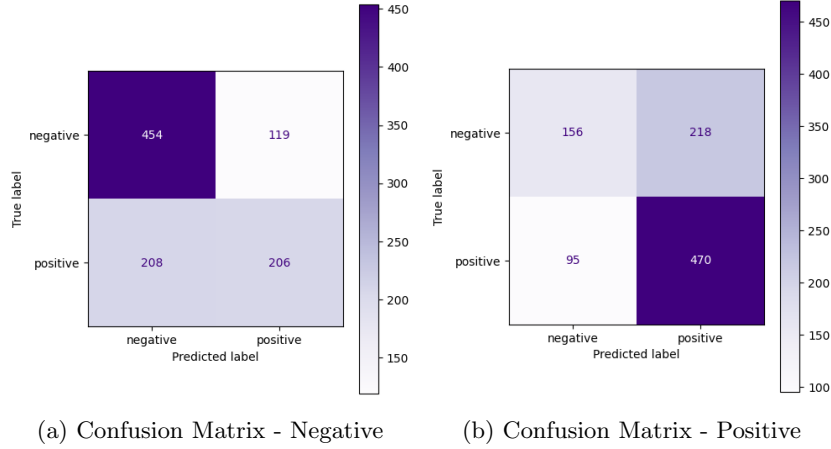 450
400
350
300
250
200
150
negative
positive
True label
454
119
208
206
negative
positive
Predicted label
(a) Confusion Matrix - Negative
450
400
350
300
250
200
150
100
negative
positive
True label
156
218
95
470
negative
positive
Predicted label
(b) Confusion Matrix - Positive